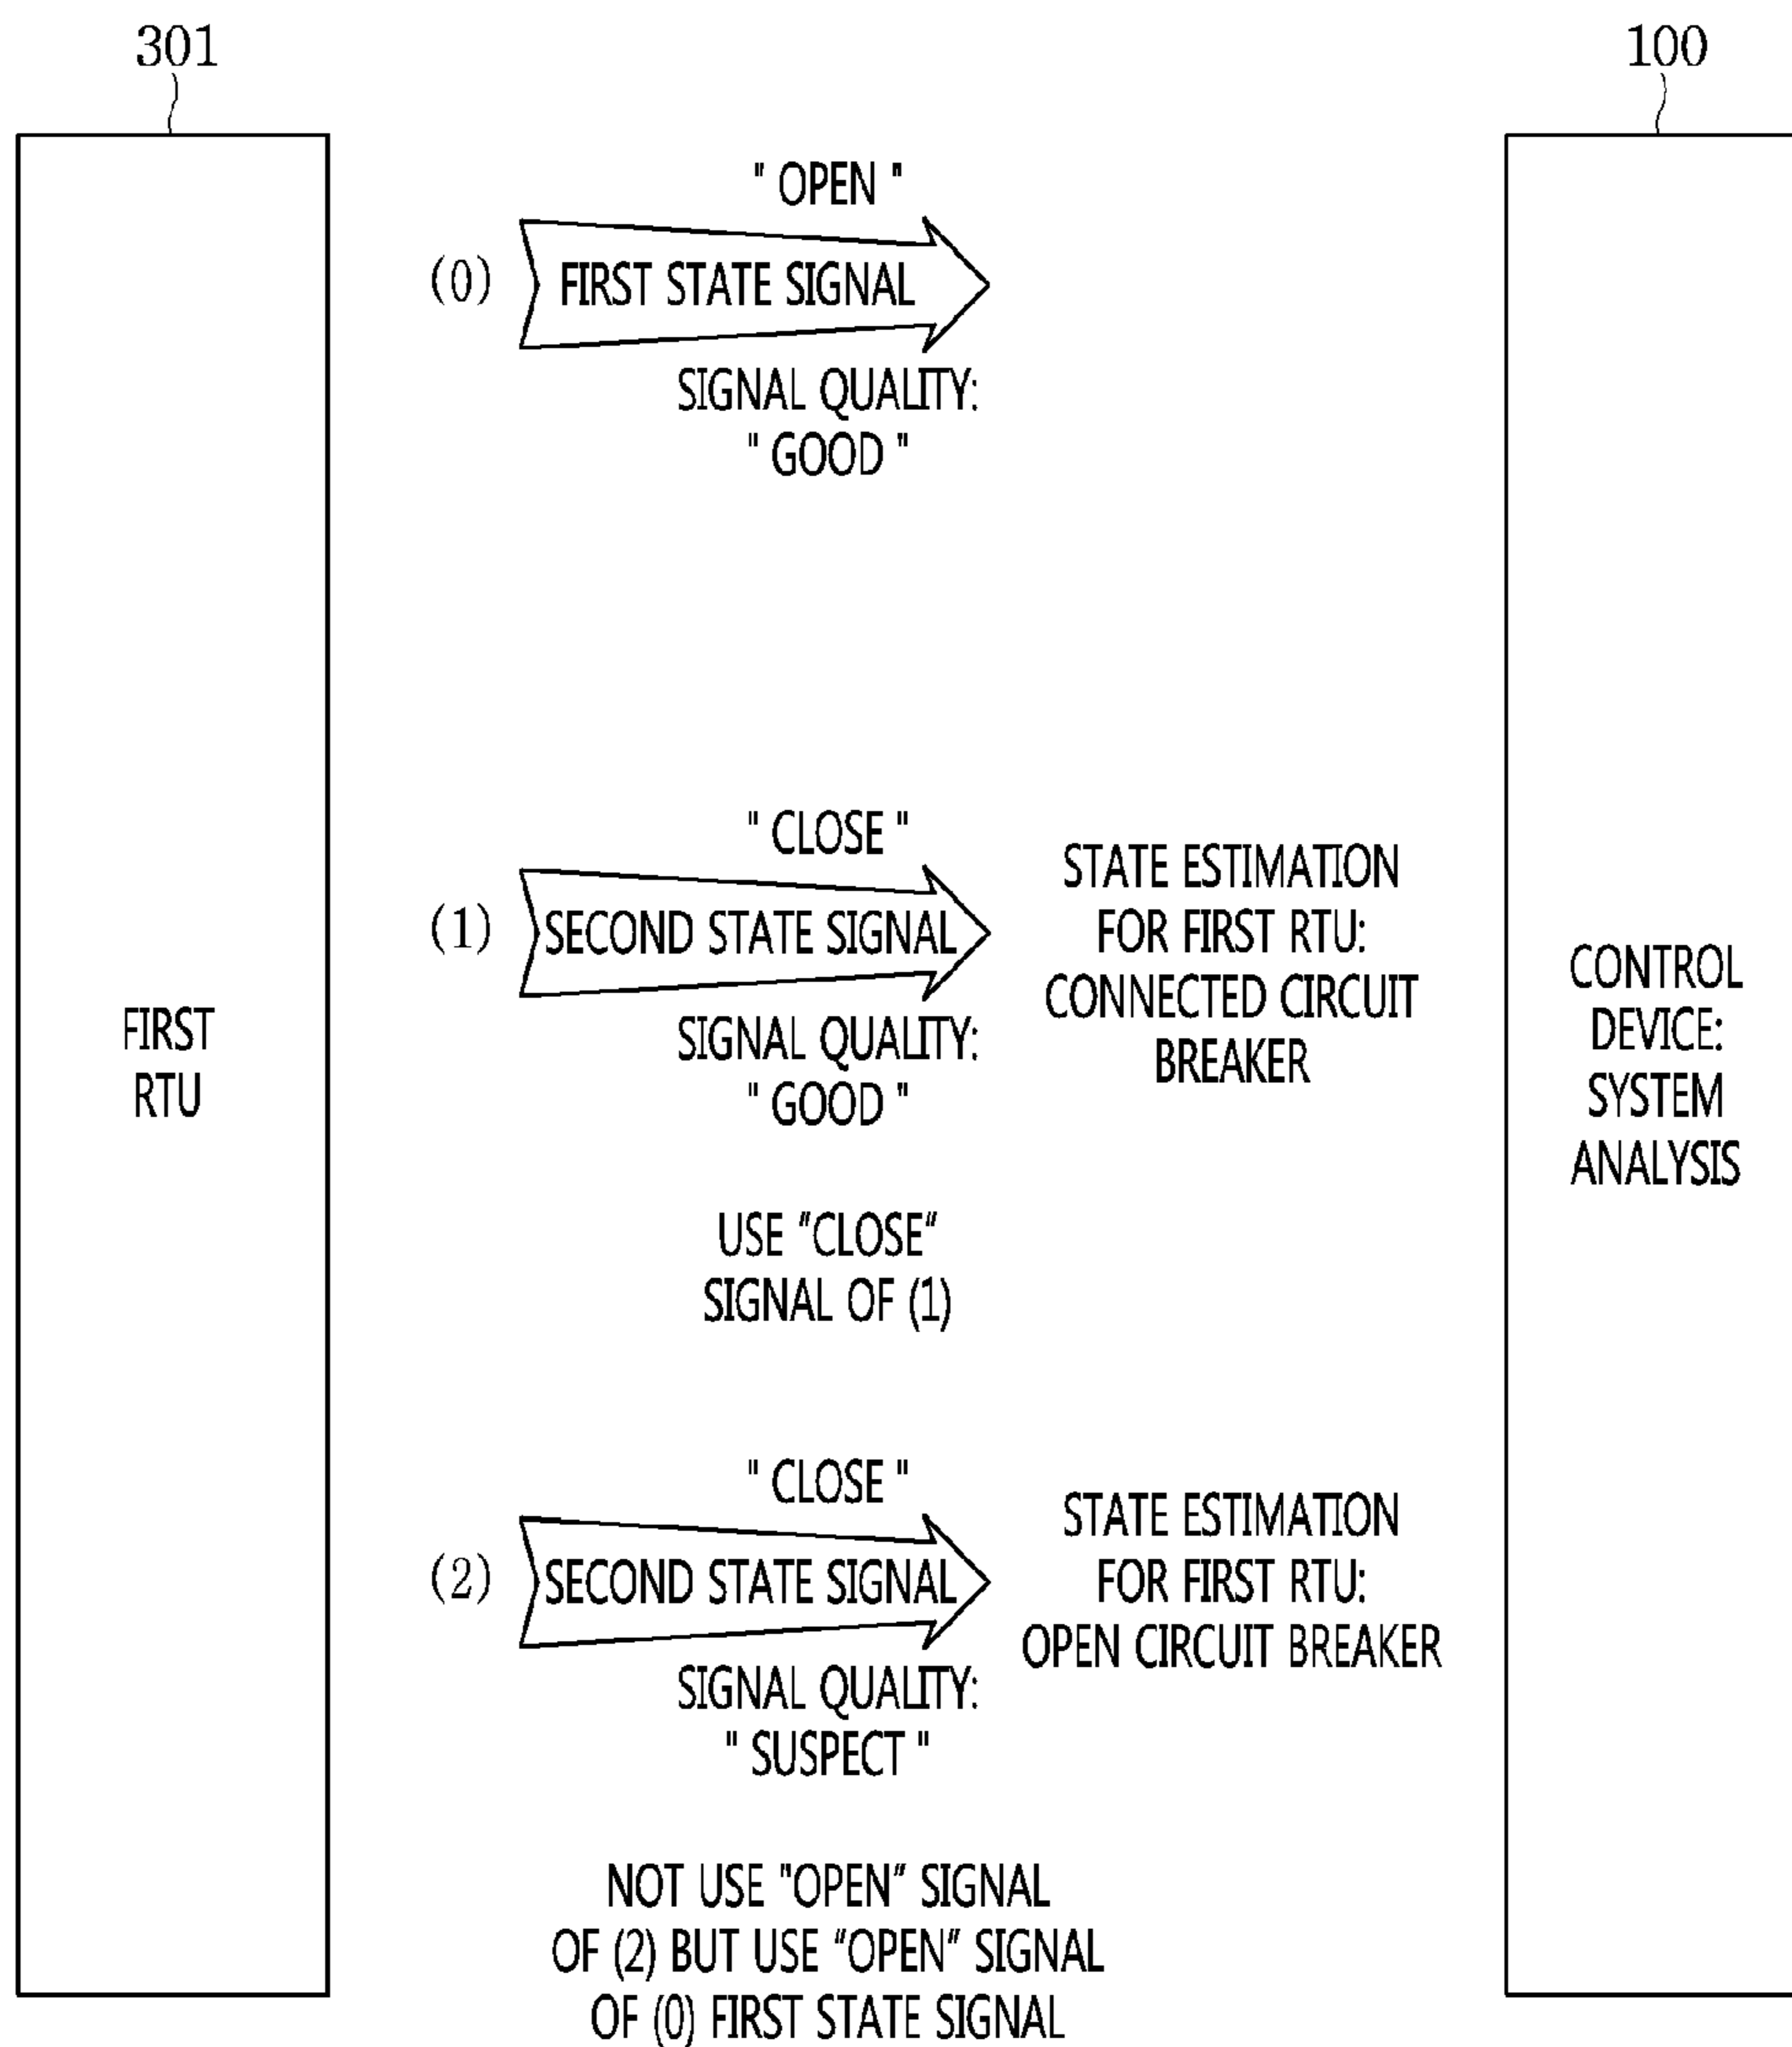 301
100
" OPEN "
(0)
FIRST STATE SIGNAL
SIGNAL QUALITY:
" GOOD "
" CLOSE "
(1)
SECOND STATE SIGNAL
SIGNAL QUALITY:
" GOOD "
STATE ESTIMATION
FOR FIRST RTU:
CONNECTED CIRCUIT
BREAKER
FIRST
RTU
CONTROL
DEVICE:
SYSTEM
ANALYSIS
USE "CLOSE"
SIGNAL OF (1)
" CLOSE "
(2)
SECOND STATE SIGNAL
SIGNAL QUALITY:
" SUSPECT "
STATE ESTIMATION
FOR FIRST RTU:
OPEN CIRCUIT BREAKER
NOT USE "OPEN" SIGNAL
OF (2) BUT USE "OPEN" SIGNAL
OF (0) FIRST STATE SIGNAL